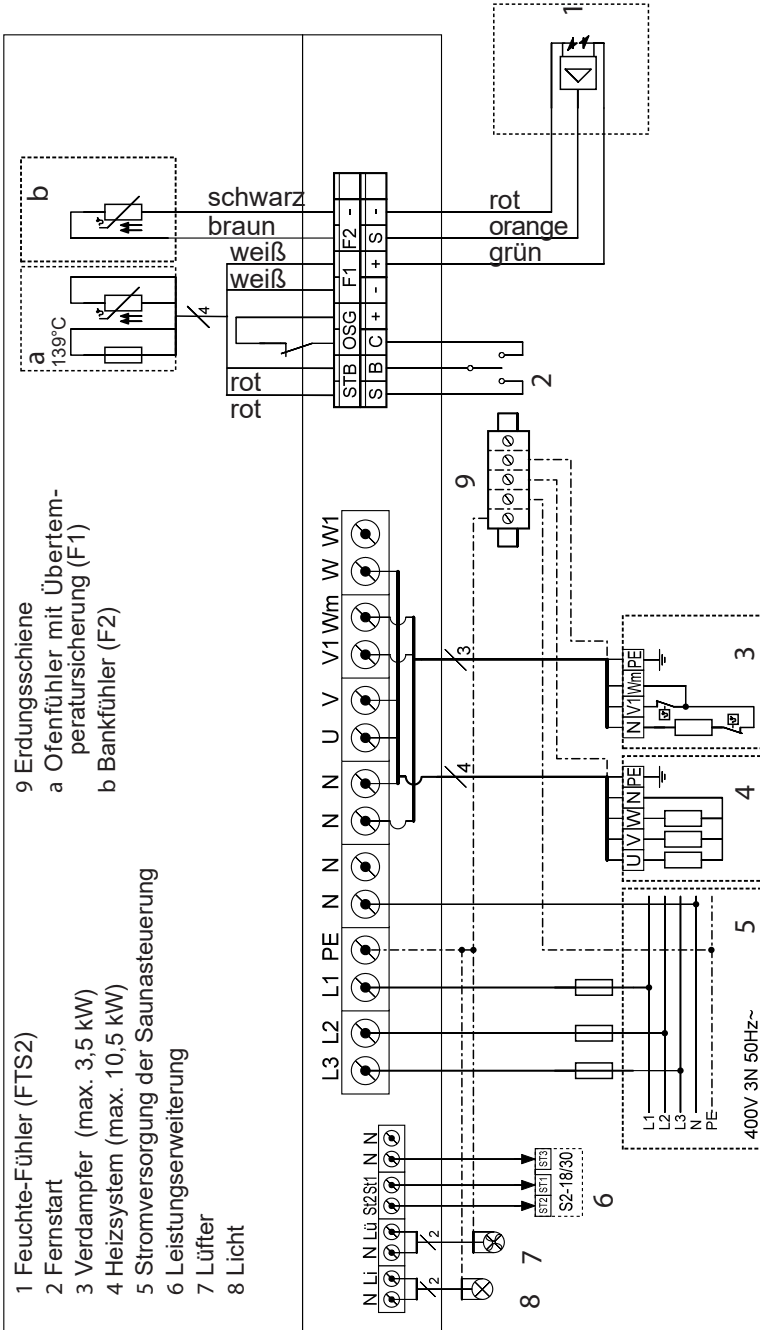 1 Feuchte-Fühler (FTS2)
2 Fernstart
3 Verdampfer (max. 3,5 kW)
4 Heizsystem (max. 10,5 kW)
5 Stromversorgung der Saunasteuerung
6 Leistungserweiterung
7 Lüfter
8 Licht
9 Erdungsschiene
a Ofenfühler mit Übertem-
peratursicherung (F1)
b Bankfühler (F2)
a
139°C
b
4
rot
rot
weiß
weiß
braun
schwarz
STB OSG F1 F2 -
S B C + - + S -
rot
orange
grün
1
2
N Li N Lü St2 St1 N N
L3 L2 L1 PE N N N N U V V1 Wm W W1
9
2
2
4
3
8
7
ST2 ST1 ST3
S2-18/30
6
L1
L2
L3
N
PE
400V 3N 50Hz~
5
U V W N PE
4
N V1 Wm PE
3